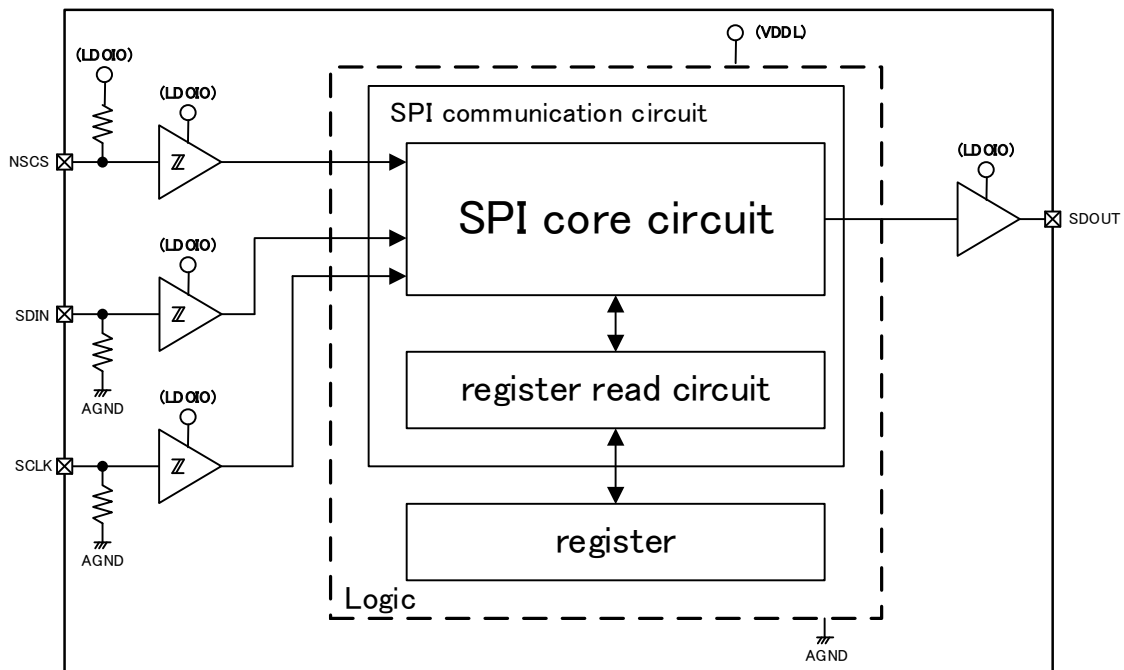 (VDDL)
(LDOIO)
(LDOIO)
SPI communication circuit
NSCS
SPI core circuit
(LDOIO)
SDOUT
(LDOIO)
SDIN
register read circuit
AGND
(LDOIO)
SCLK
register
AGND
Logic
AGND